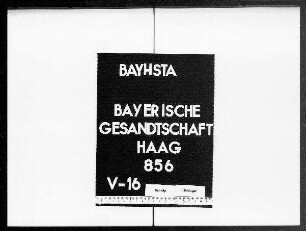 BAYHSTA
BAYERISCHE
GESANDTSCHAFT
HAAG
856
V-16